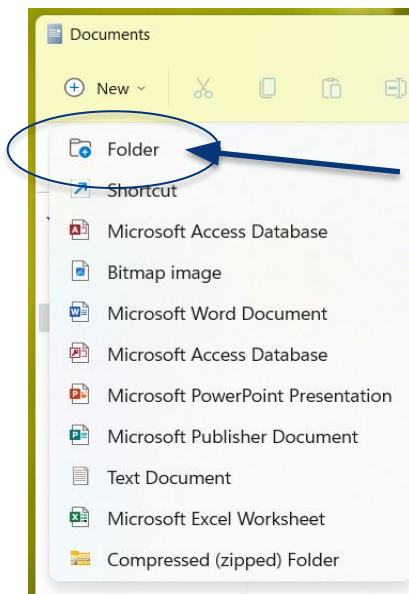 Documents
New
Folder
Shortcut
Microsoft Access Database
Bitmap image
Microsoft Word Document
Microsoft Access Database
Microsoft PowerPoint Presentation
Microsoft Publisher Document
Text Document
Microsoft Excel Worksheet
Compressed (zipped) Folder